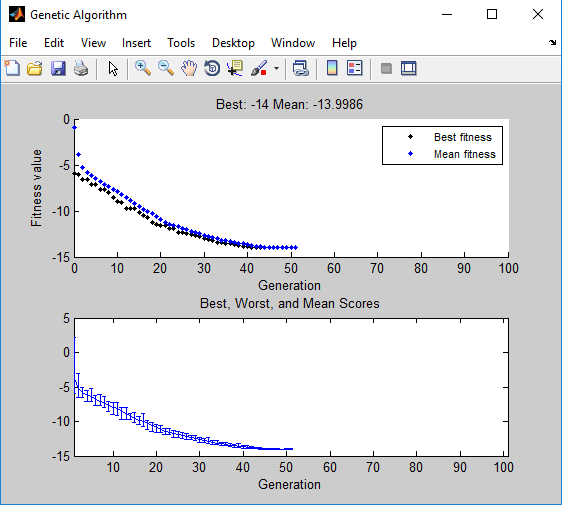 Genetic Algorithm
File Edit View Insert Tools Desktop Window Help
Best: -14 Mean: -13.9986
Best fitness
Mean fitness
Fitness value
0
-5
-10
-15
0 10 20 30 40 50 60 70 80 90 100
Generation
Best, Worst, and Mean Scores
5
0
-5
-10
-15
10 20 30 40 50 60 70 80 90 100
Generation